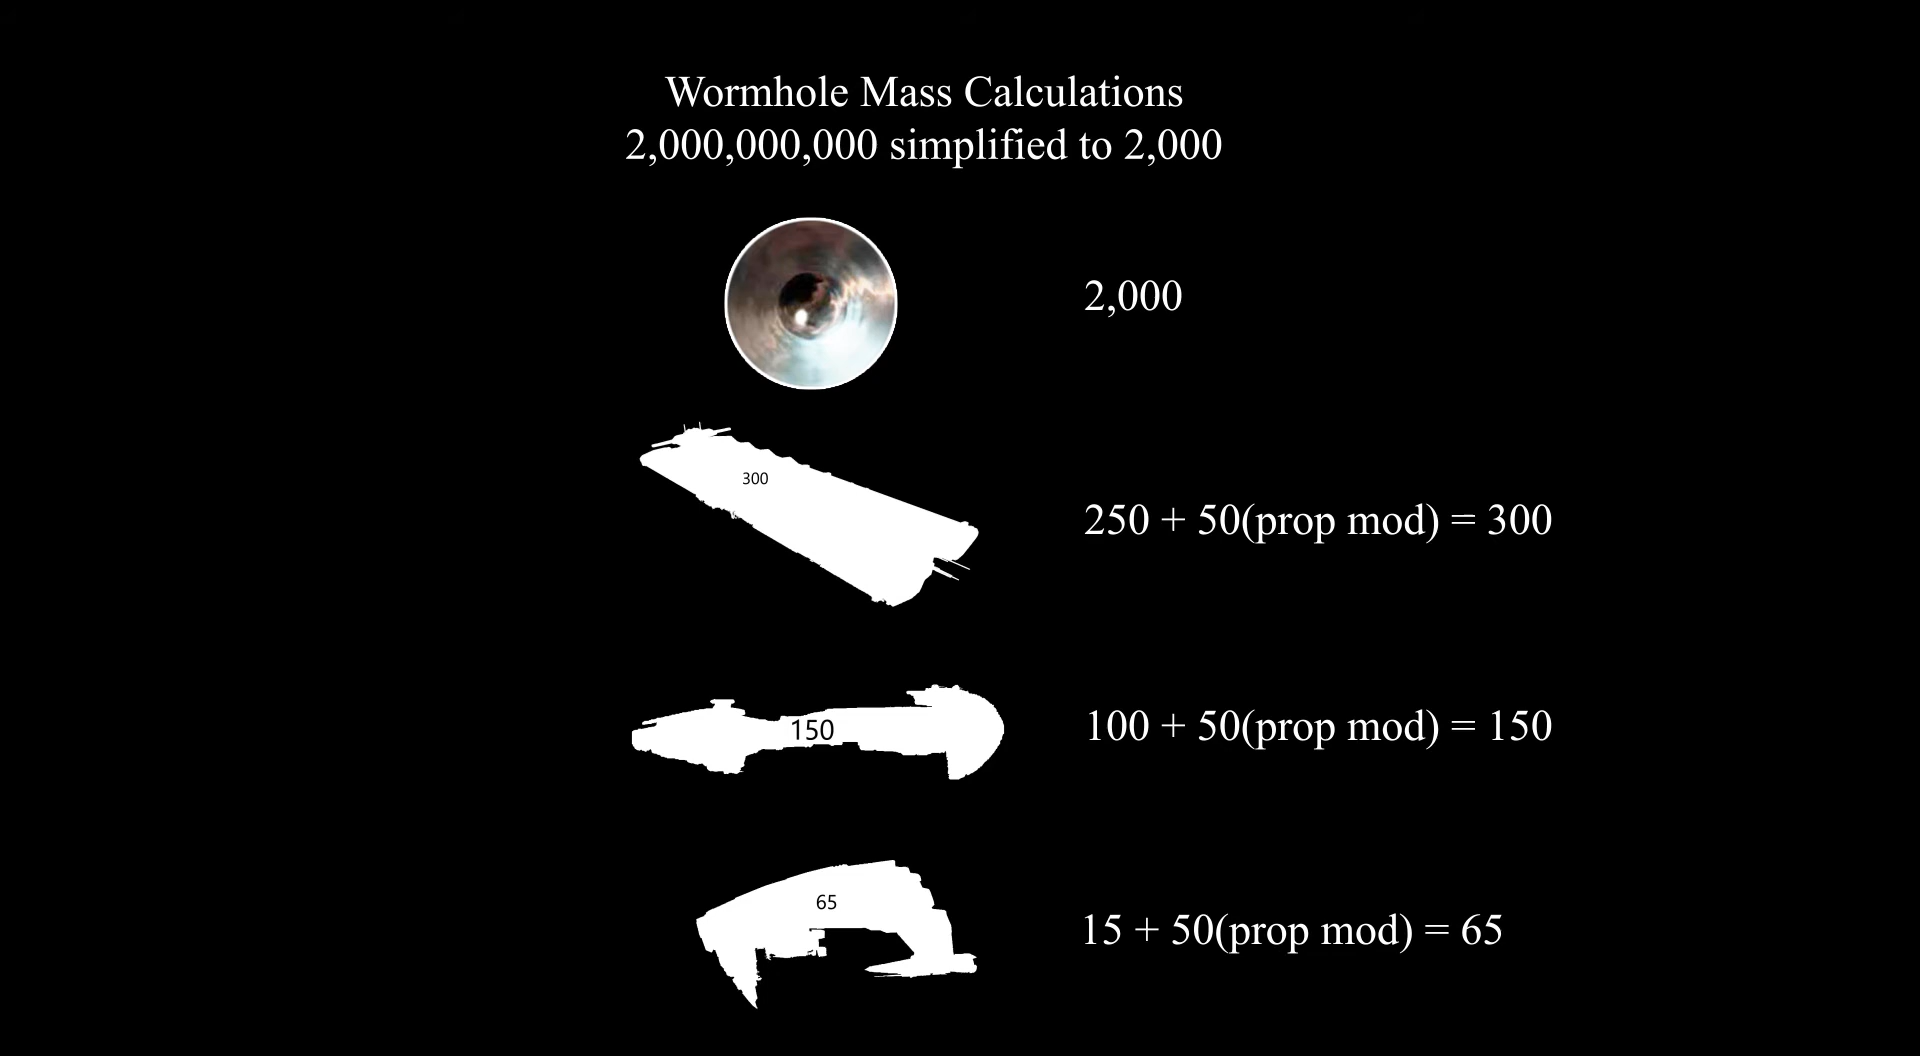 Wormhole Mass Calculations
2,000,000,000 simplified to 2,000
2,000
300
250 + 50(prop mod) = 300
150
100 + 50(prop mod) = 150
65
15 + 50(prop mod) = 65